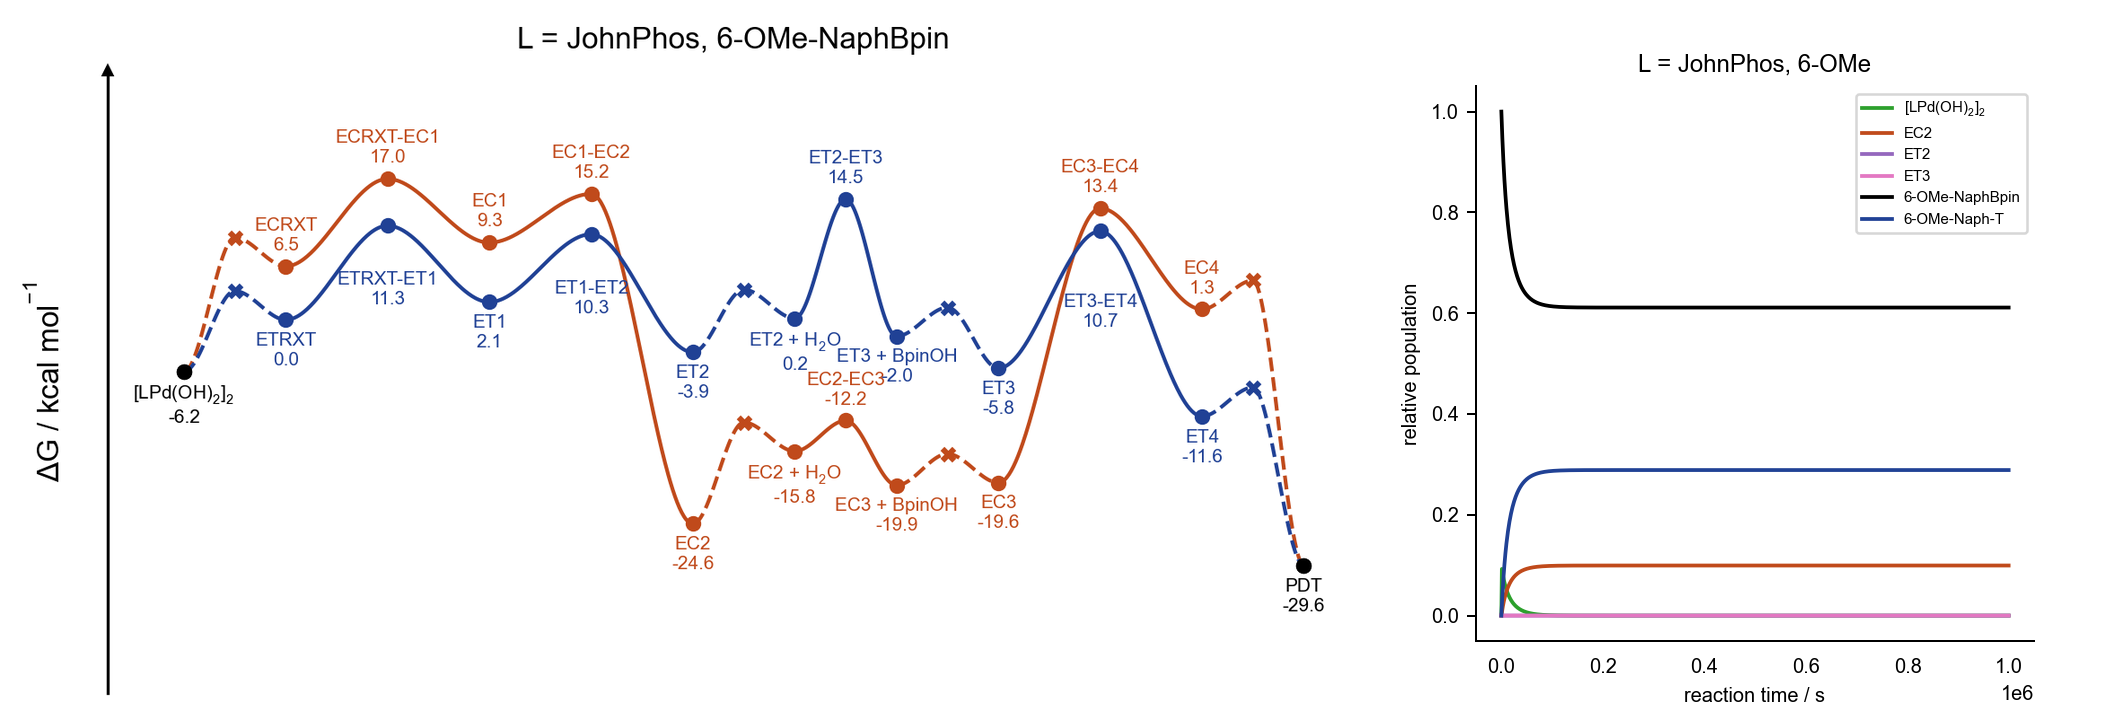 L = JohnPhos, 6-OMe-NaphBpin
ΔG / kcal mol⁻¹
[LPd(OH)₂]₂
-6.2
ECRXT
6.5
ETRXT
0.0
ECRXT-EC1
17.0
ETRXT-ET1
11.3
EC1
9.3
ET1
2.1
EC1-EC2
15.2
ET1-ET2
10.3
ET2
-3.9
EC2
-24.6
ET2 + H₂O
0.2
EC2 + H₂O
-15.8
ET2-ET3
14.5
EC2-EC3
-12.2
ET3 + BpinOH
-2.0
EC3 + BpinOH
-19.9
ET3
-5.8
EC3
-19.6
EC3-EC4
13.4
ET3-ET4
10.7
EC4
1.3
ET4
-11.6
PDT
-29.6
L = JohnPhos, 6-OMe
[LPd(OH)₂]₂
EC2
ET2
ET3
6-OMe-NaphBpin
6-OMe-Naph-T
relative population
1.0
0.8
0.6
0.4
0.2
0.0
0.0 0.2 0.4 0.6 0.8 1.0
1e6
reaction time / s